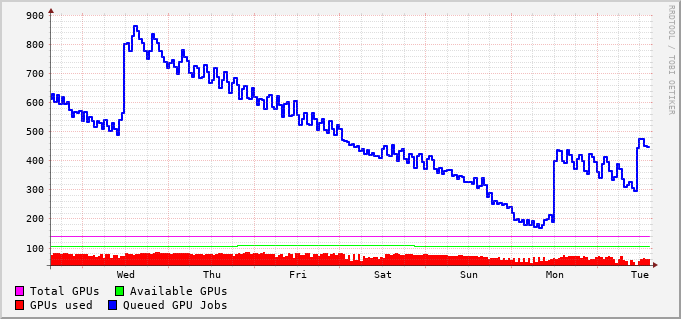 900
800
700
600
500
400
300
200
100
Wed Thu Fri Sat Sun Mon Tue
Total GPUs Available GPUs
GPUs used Queued GPU Jobs
RRDTOOL / TOBI OETIKER